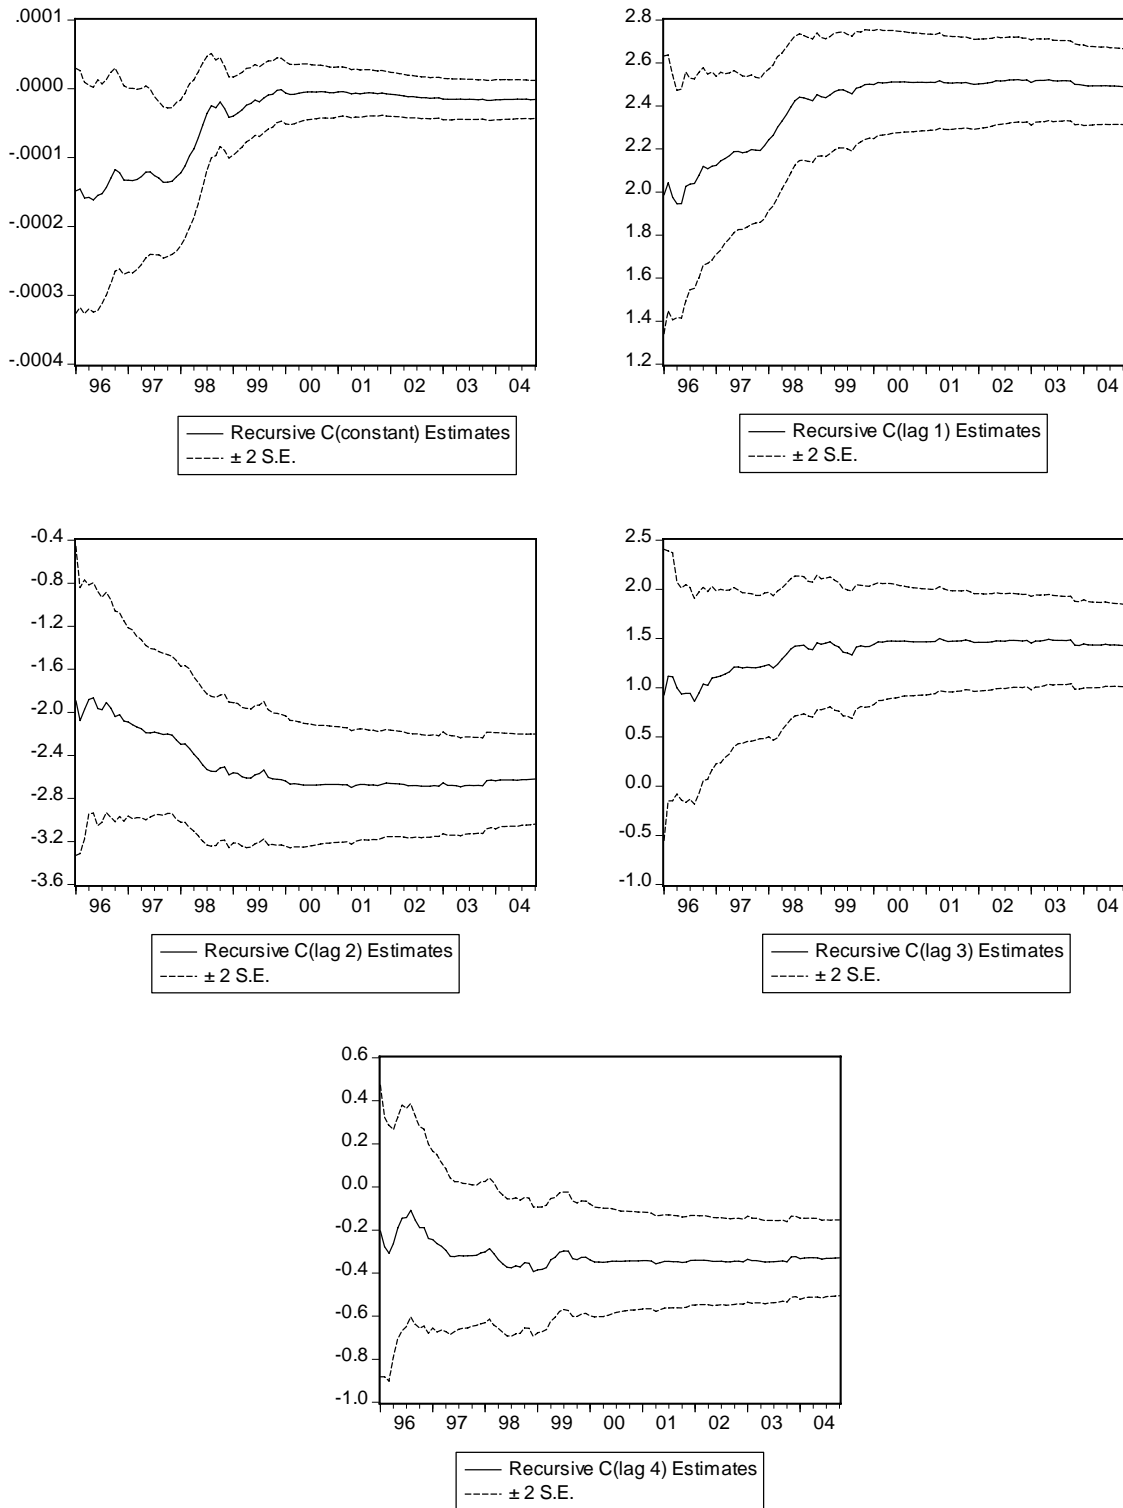 .0001
.0000
-.0001
-.0002
-.0003
-.0004
96 97 98 99 00 01 02 03 04
Recursive C(constant) Estimates
± 2 S.E.
2.8
2.6
2.4
2.2
2.0
1.8
1.6
1.4
1.2
96 97 98 99 00 01 02 03 04
Recursive C(lag 1) Estimates
± 2 S.E.
-0.4
-0.8
-1.2
-1.6
-2.0
-2.4
-2.8
-3.2
-3.6
96 97 98 99 00 01 02 03 04
Recursive C(lag 2) Estimates
± 2 S.E.
2.5
2.0
1.5
1.0
0.5
0.0
-0.5
-1.0
96 97 98 99 00 01 02 03 04
Recursive C(lag 3) Estimates
± 2 S.E.
0.6
0.4
0.2
0.0
-0.2
-0.4
-0.6
-0.8
-1.0
96 97 98 99 00 01 02 03 04
Recursive C(lag 4) Estimates
± 2 S.E.